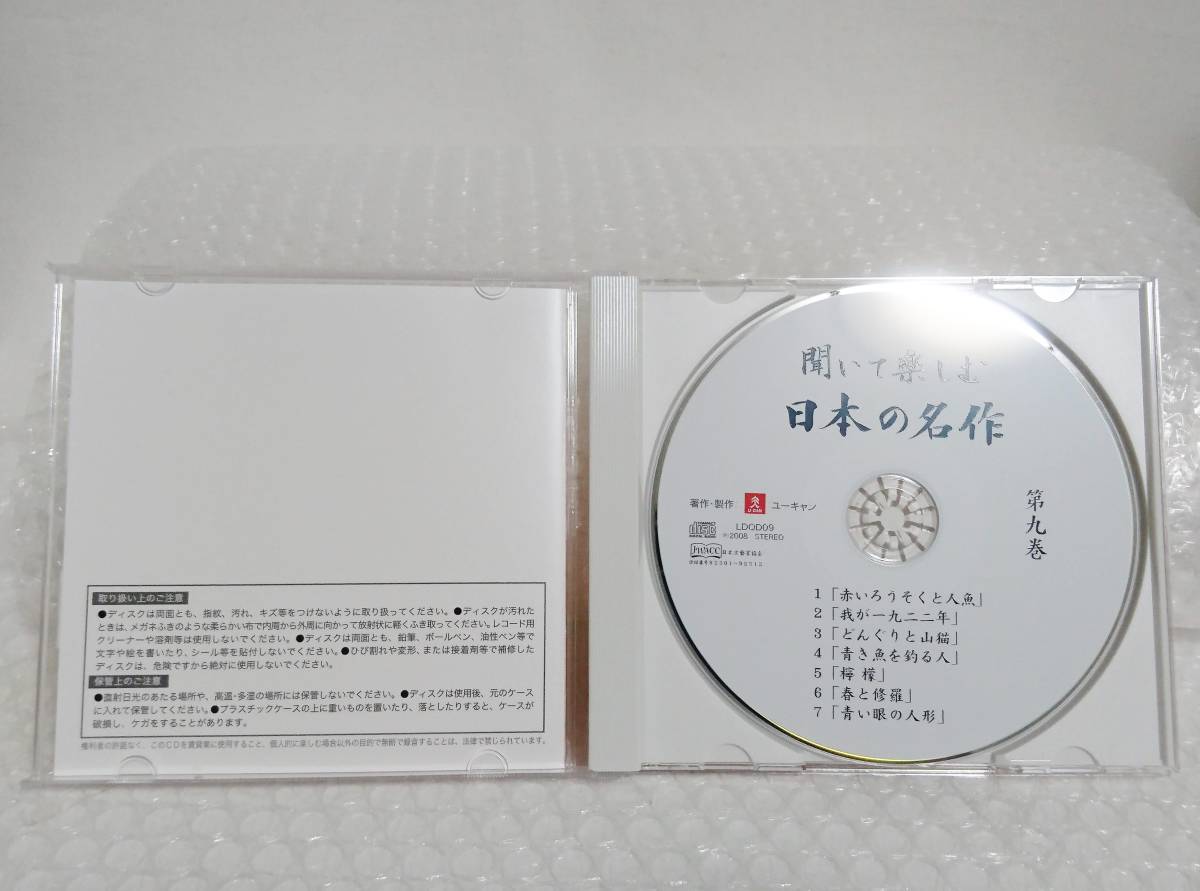 取り扱い上のご注意
●ディスクは両面とも、指紋、汚れ、キズ等をつけないように取り扱ってください。●ディスクが汚れた
ときは、メガネふきのような柔らかい布で内周から外周に向かって放射状に軽くふき取ってください。レコード用
クリーナーや溶剤等は使用しないでください。●ディスクは両面とも、鉛筆、ボールペン、油性ペン等で
文字や絵を書いたり、シール等を貼付しないでください。●ひび割れや変形、または接着剤等で補修した
ディスクは、危険ですから絶対に使用しないでください。
保管上のご注意
●直射日光のあたる場所や、高温・多湿の場所には保管しないでください。●ディスクは使用後、元のケース
に入れて保管してください。●プラスチックケースの上に重いものを置いたり、落としたりすると、ケースが
破損し、ケガをすることがあります。
権利者の許諾なく、このCDを賃貸業に使用すること、個人的に楽しむ場合以外の目的で無断で録音することは、法律で禁じられています。
聞いて楽しむ
日本の名作
第九巻
著作・製作 U-CAN ユーキャン
COMPACT disc DIGITAL AUDIO
LDQD09
℗2008 STEREO
日本文藝家協会
1「赤いろうそくと人魚」
2「我が一九二二年」
3「どんぐりと山猫」
4「青き魚を釣る人」
5「檸檬」
6「春と修羅」
7「青い眼の人形」